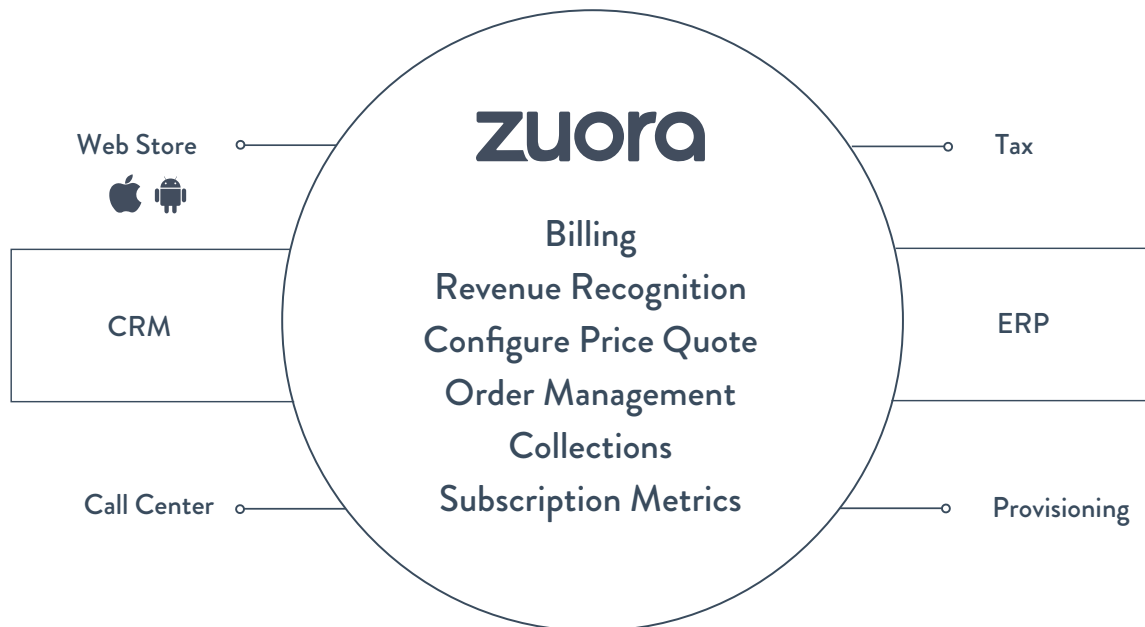 zuora
Web Store
Tax
Billing
Revenue Recognition
CRM
Configure Price Quote
ERP
Order Management
Collections
Subscription Metrics
Call Center
Provisioning